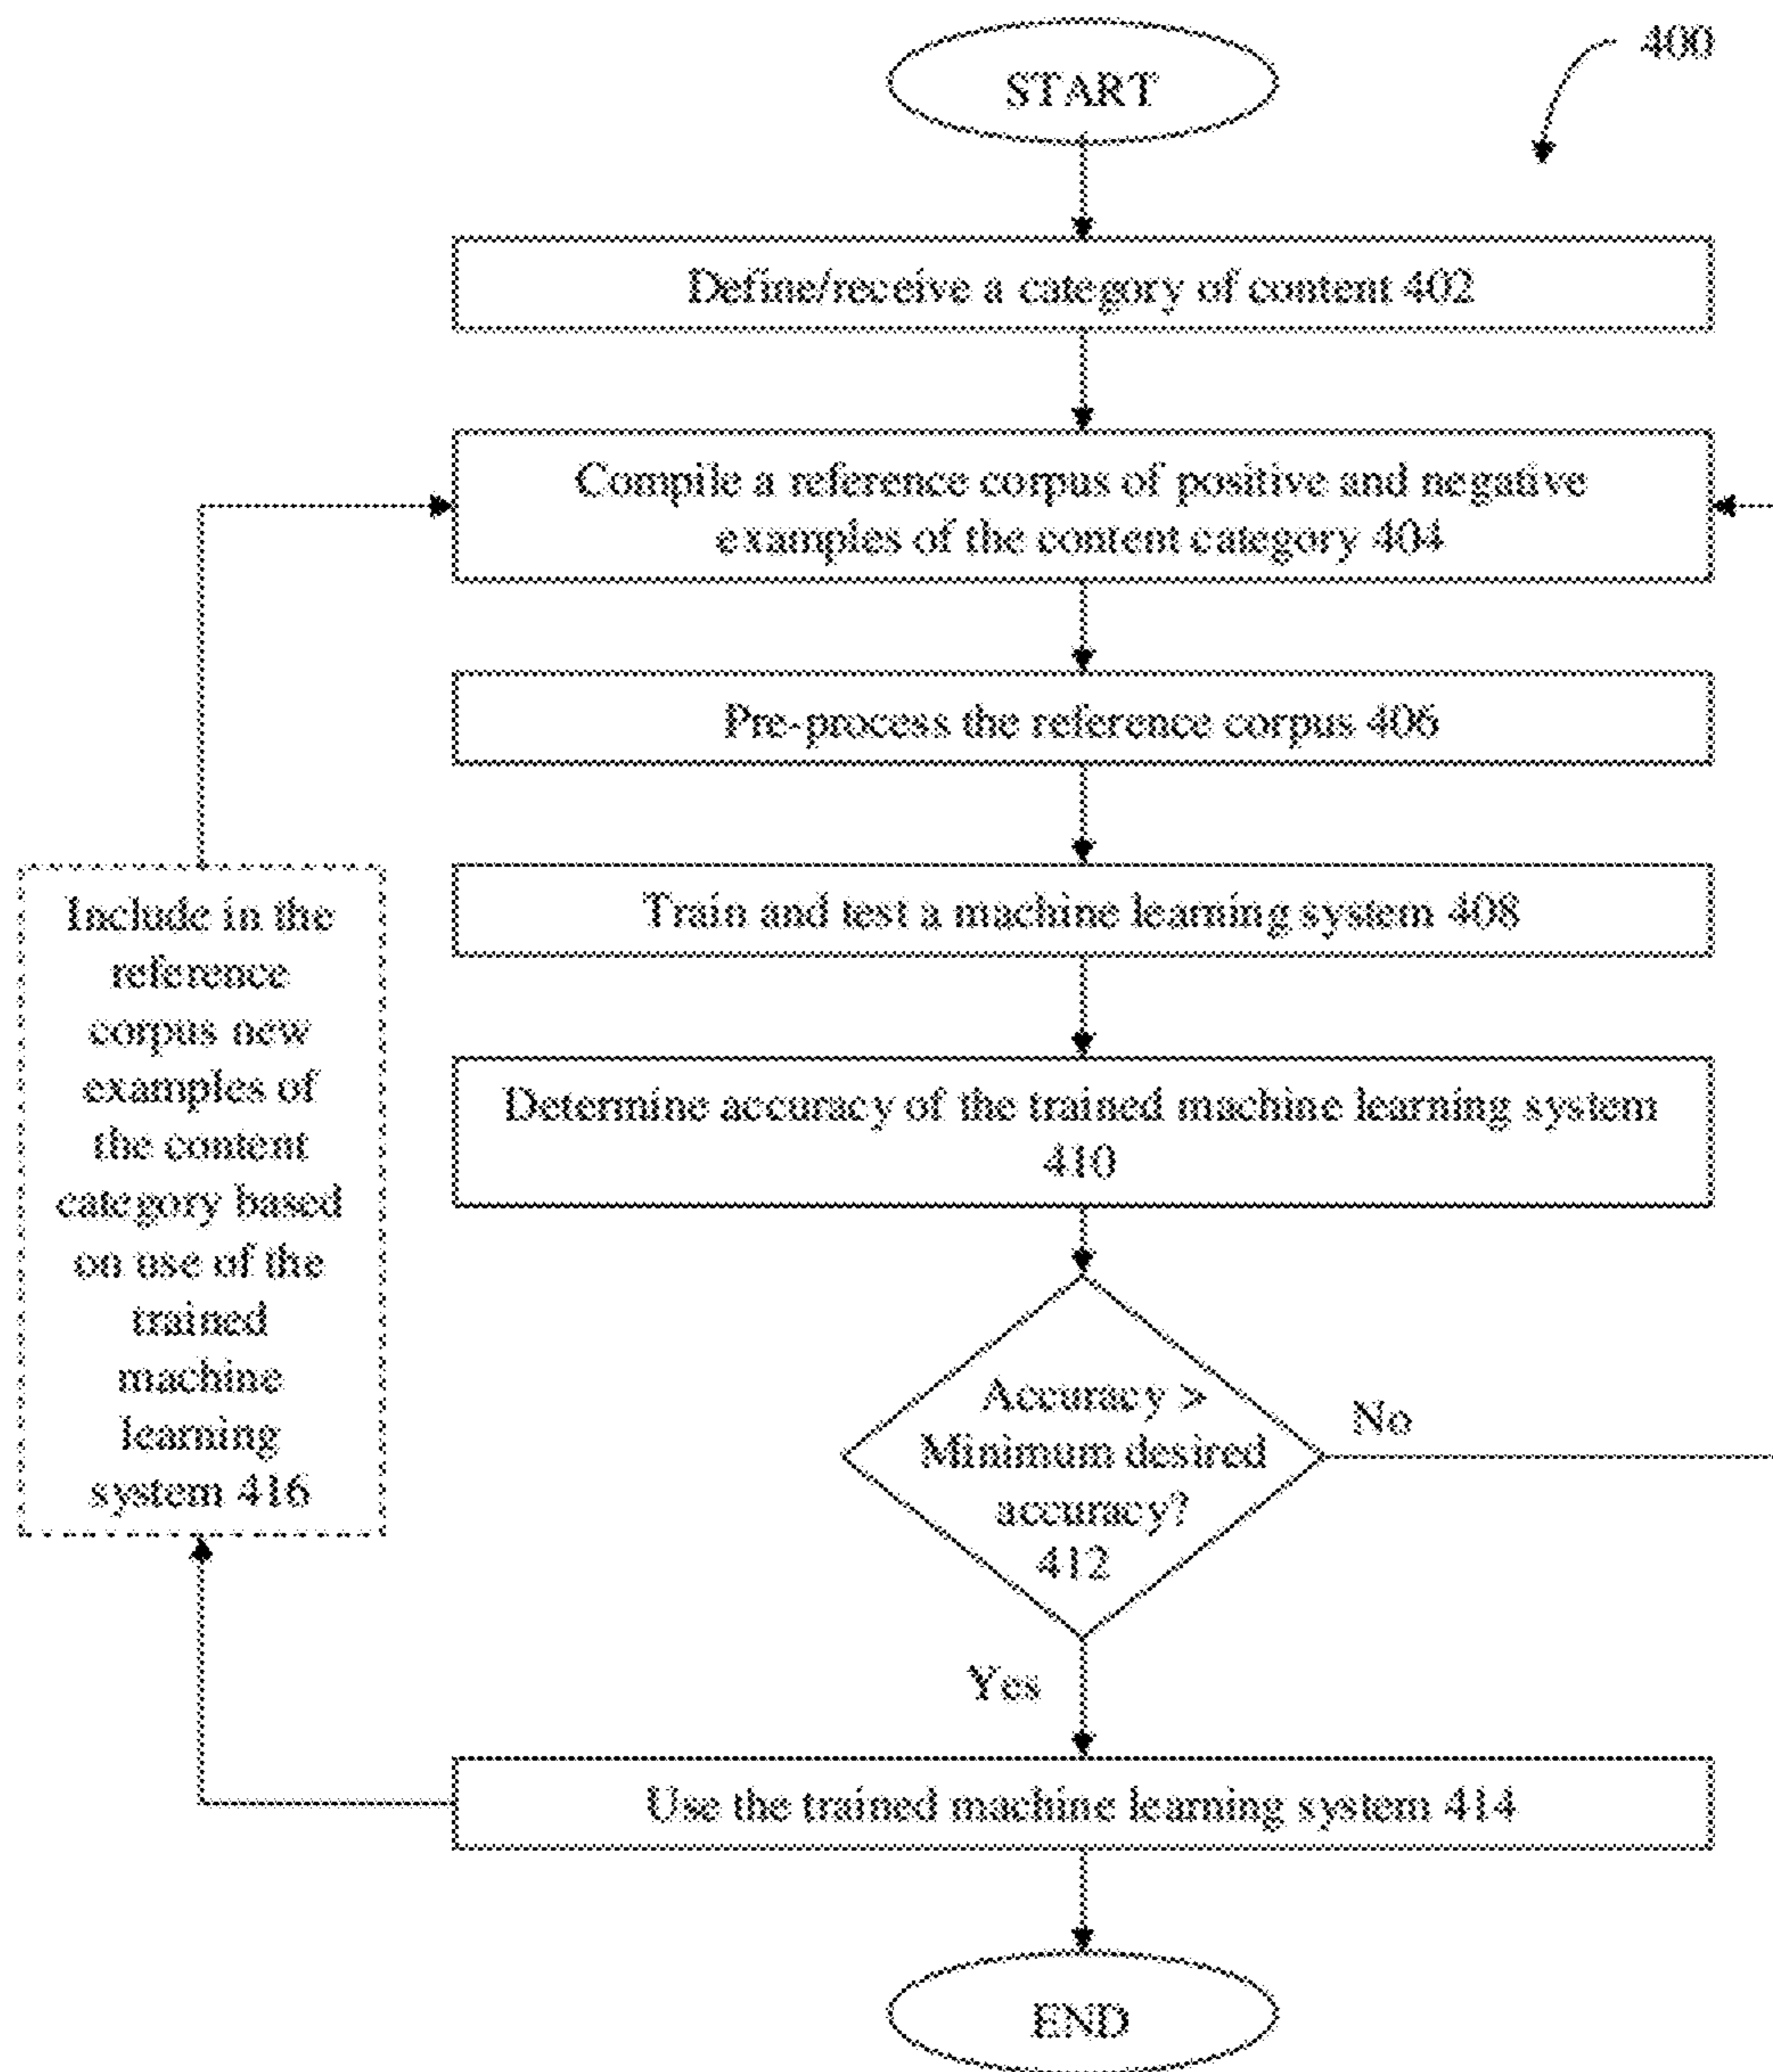 400
START
Define/receive a category of content 402
Compile a reference corpus of positive and negative
examples of the content category 404
Pre-process the reference corpus 406
Train and test a machine learning system 408
Determine accuracy of the trained machine learning system
410
Accuracy >
Minimum desired
accuracy?
412
No
Yes
Use the trained machine learning system 414
Include in the
reference
corpus new
examples of
the content
category based
on use of the
trained
machine
learning
system 416
END